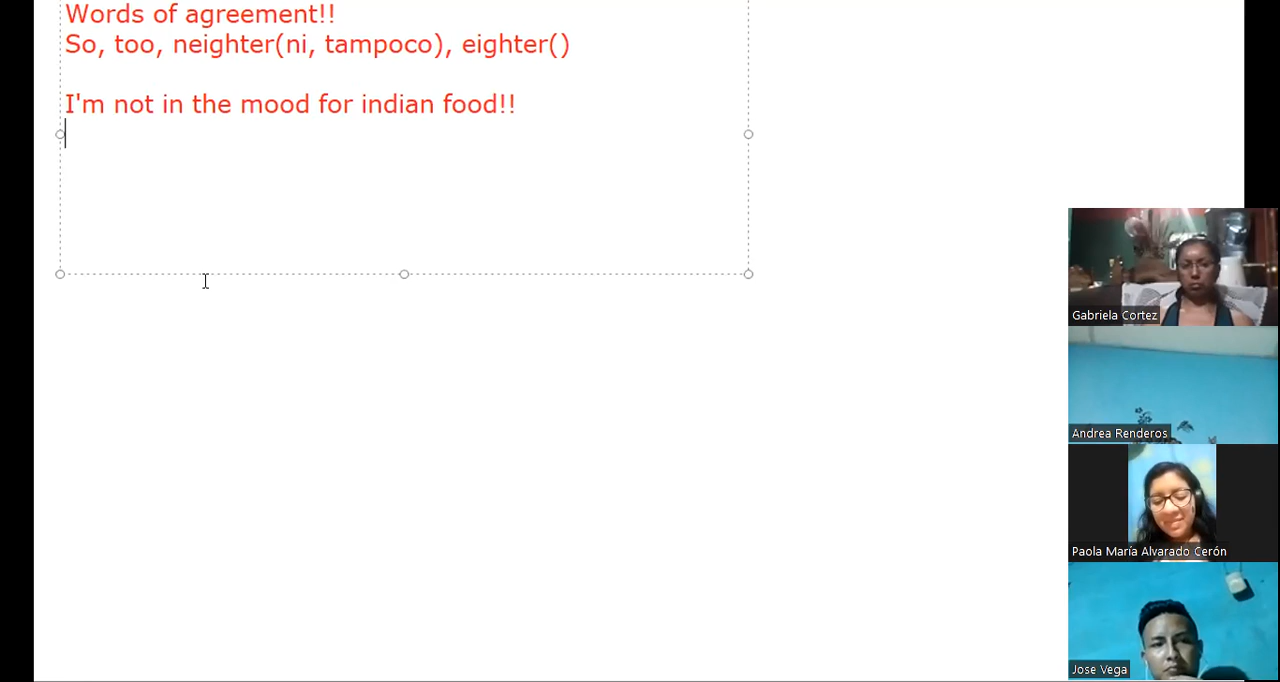 Words of agreement!!
So, too, neighter(ni, tampoco), eighter()
I'm not in the mood for indian food!!
Gabriela Cortez
Andrea Renderos
Paola María Alvarado Cerón
Jose Vega